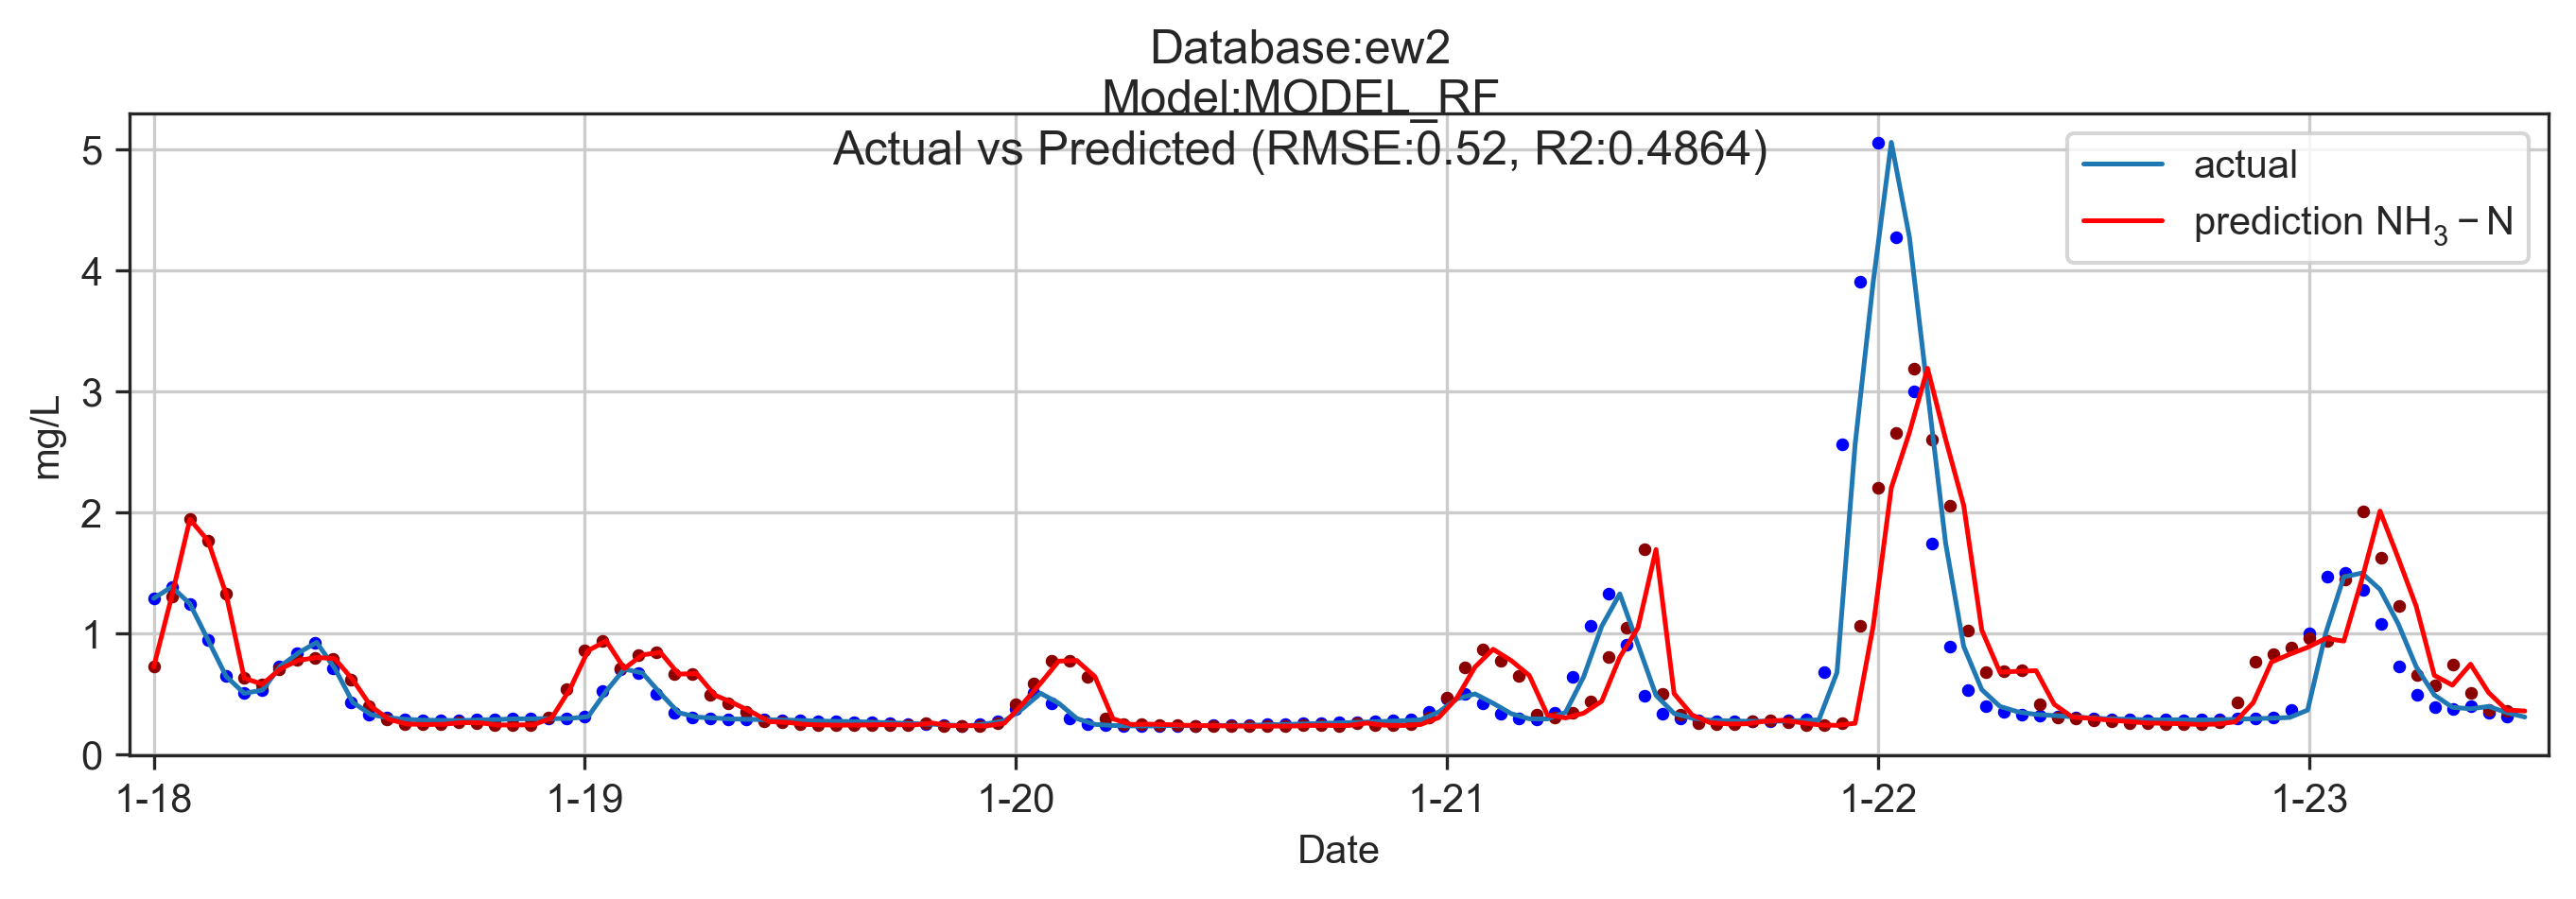 Database:ew2
Model:MODEL_RF
Actual vs Predicted (RMSE:0.52, R2:0.4864)
actual
prediction NH₃ − N
5
4
3
2
1
0
mg/L
1-18 1-19 1-20 1-21 1-22 1-23
Date